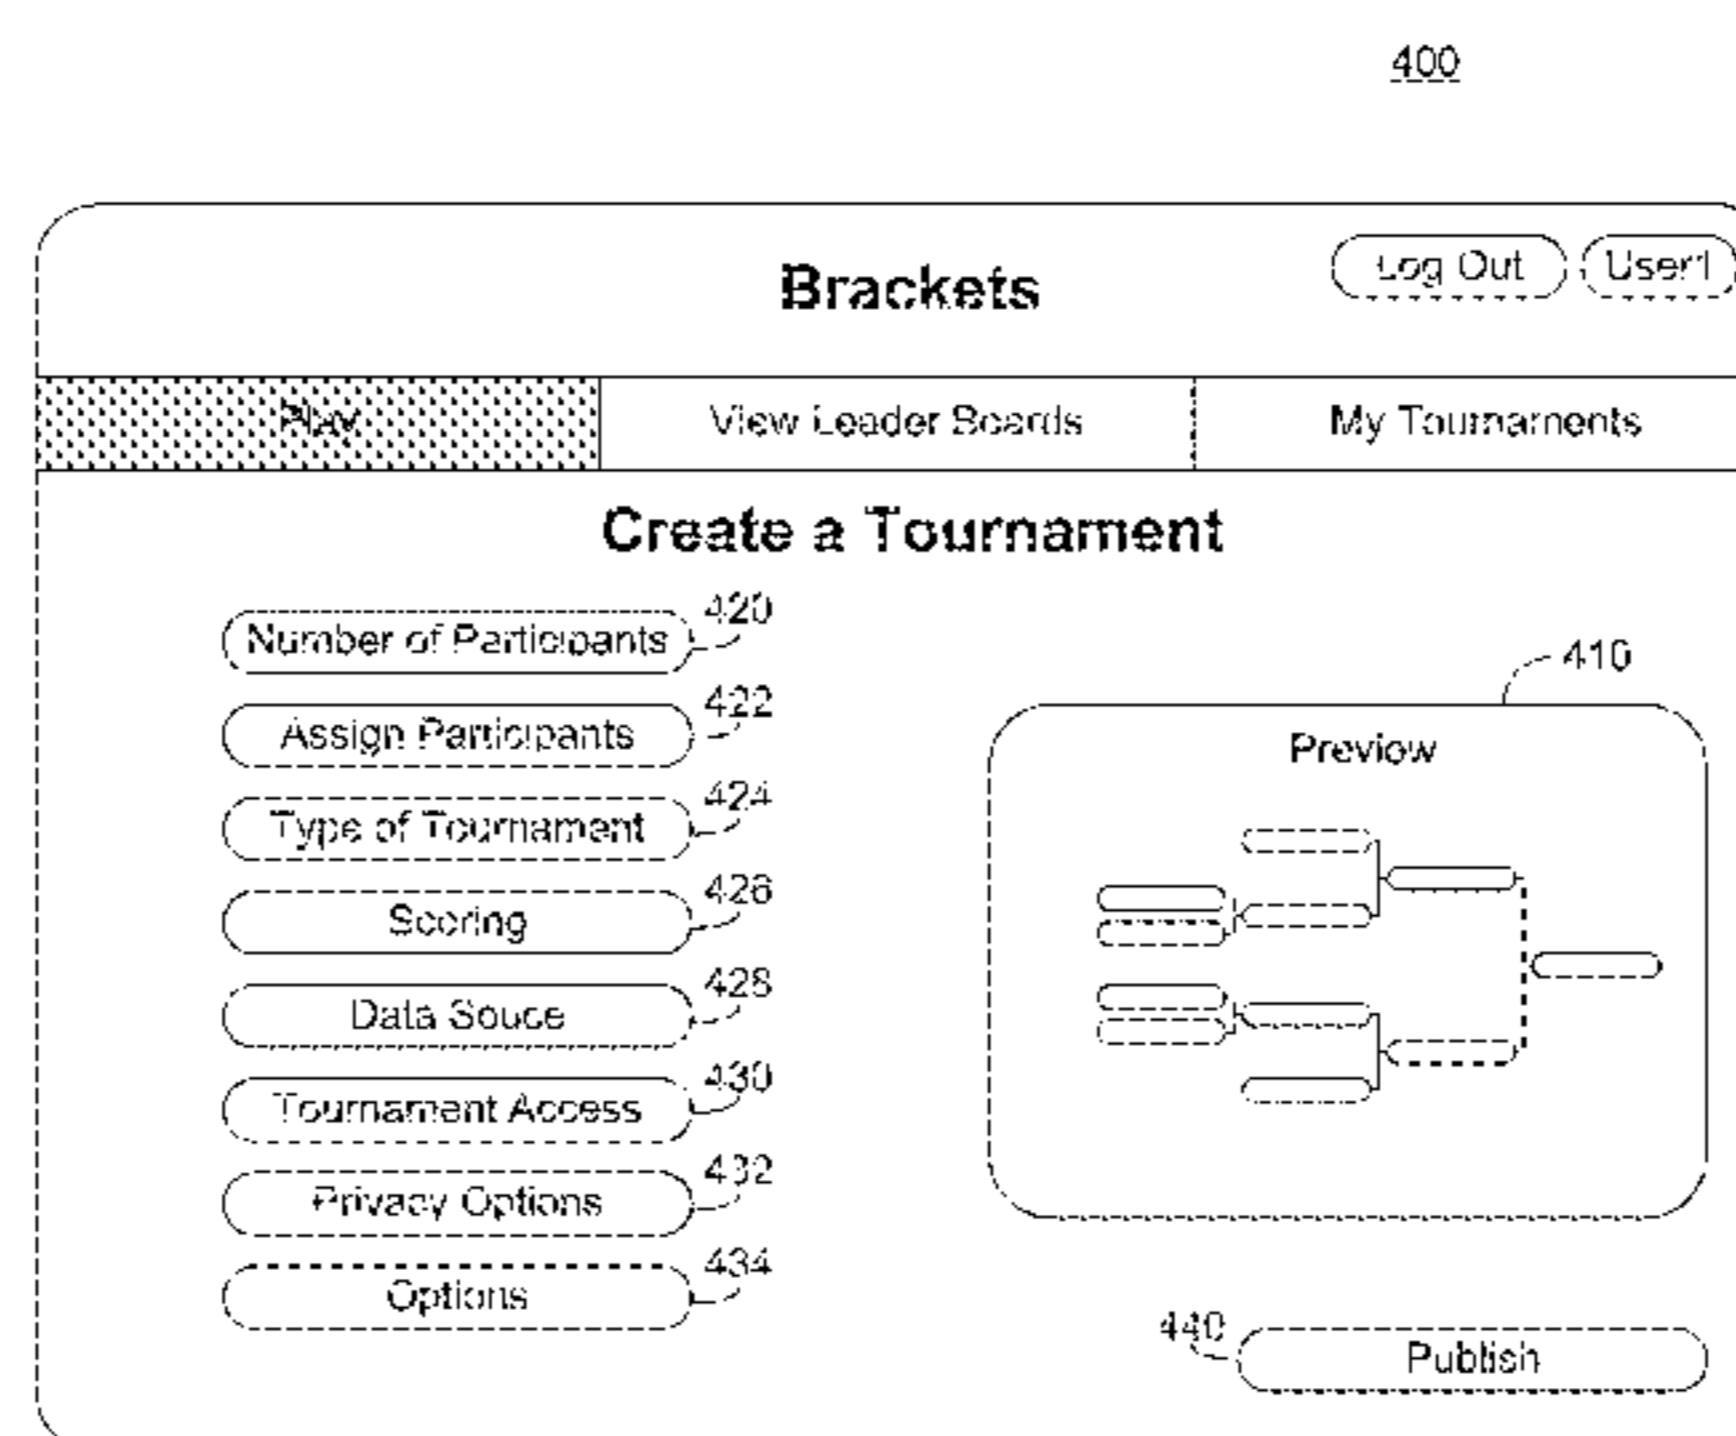 400
Brackets
Log Out
User1
Play
View Leader Boards
My Tournaments
Create a Tournament
Number of Participants
420
Assign Participants
422
Type of Tournament
424
Scoring
426
Data Souce
428
Tournament Access
430
Privacy Options
432
Options
434
410
Preview
440
Publish